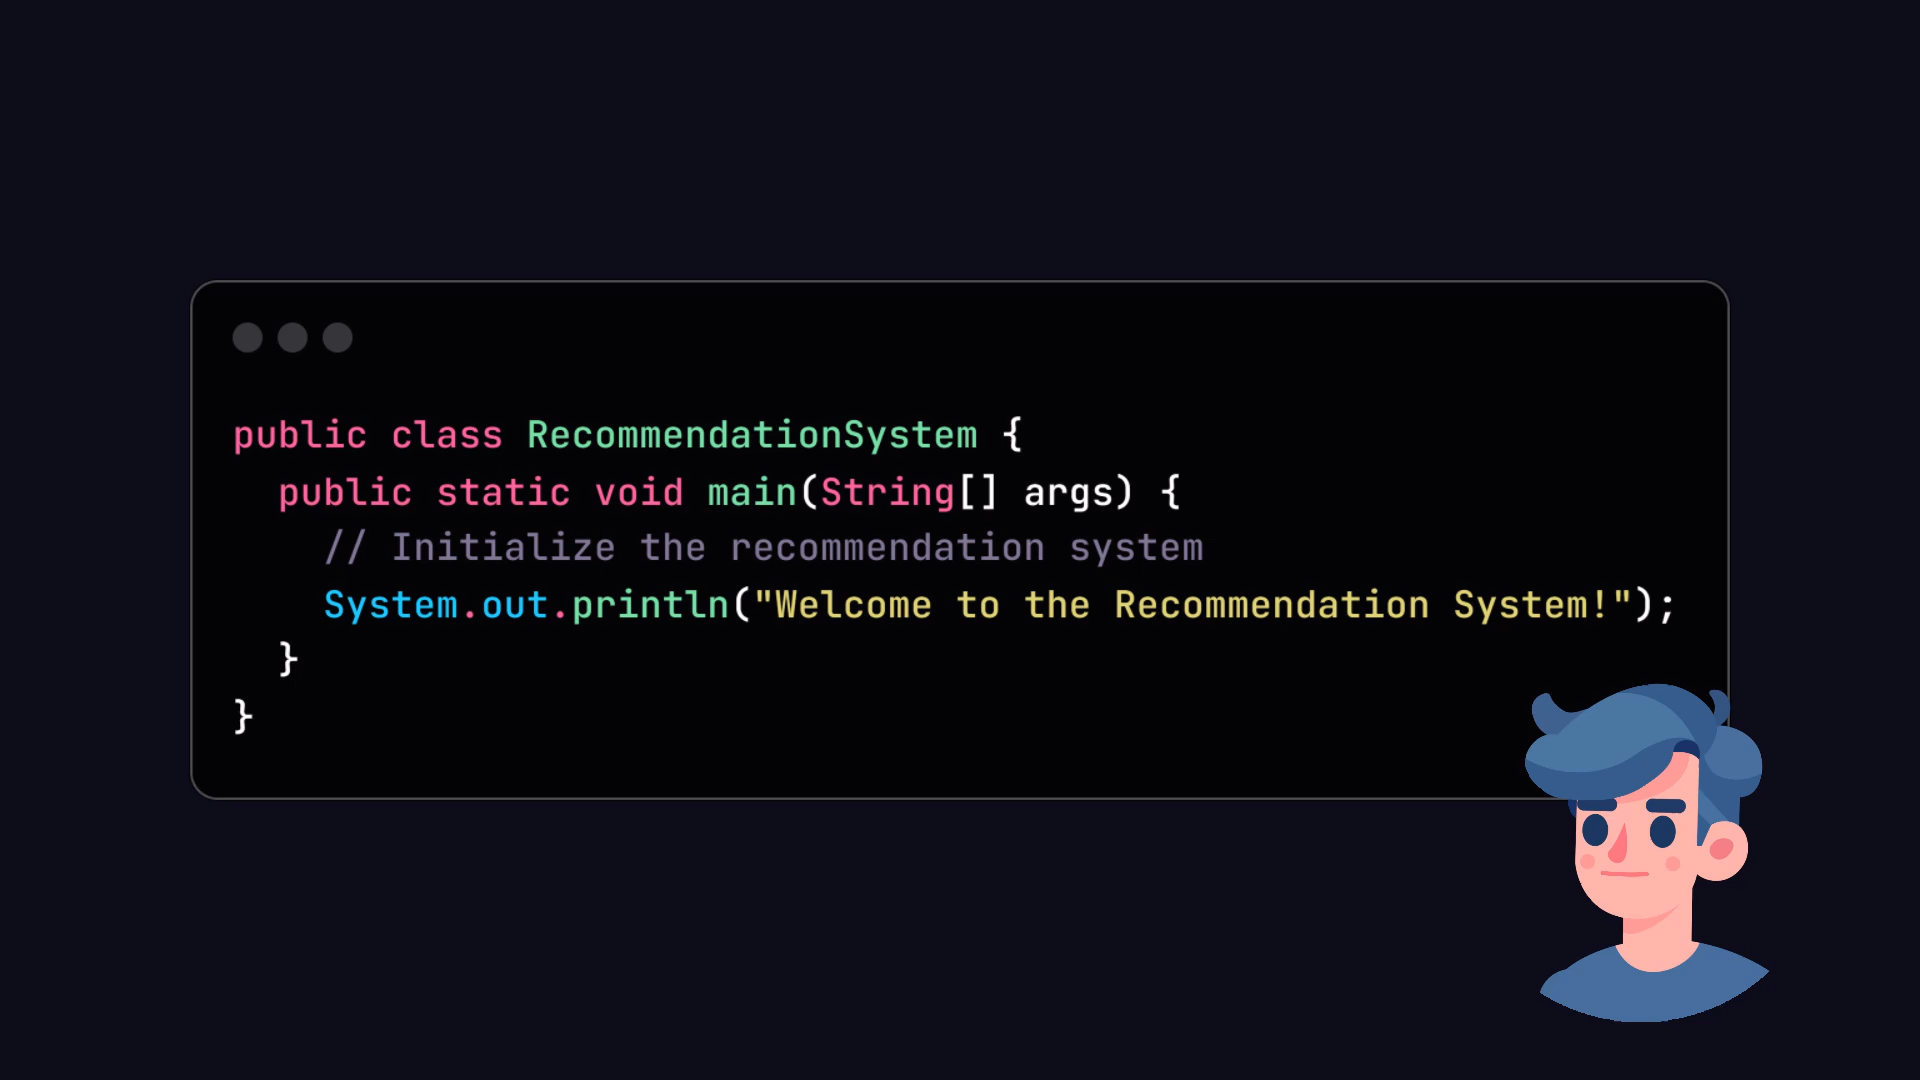 public class RecommendationSystem {
  public static void main(String[] args) {
    // Initialize the recommendation system
    System.out.println("Welcome to the Recommendation System!");
  }
}